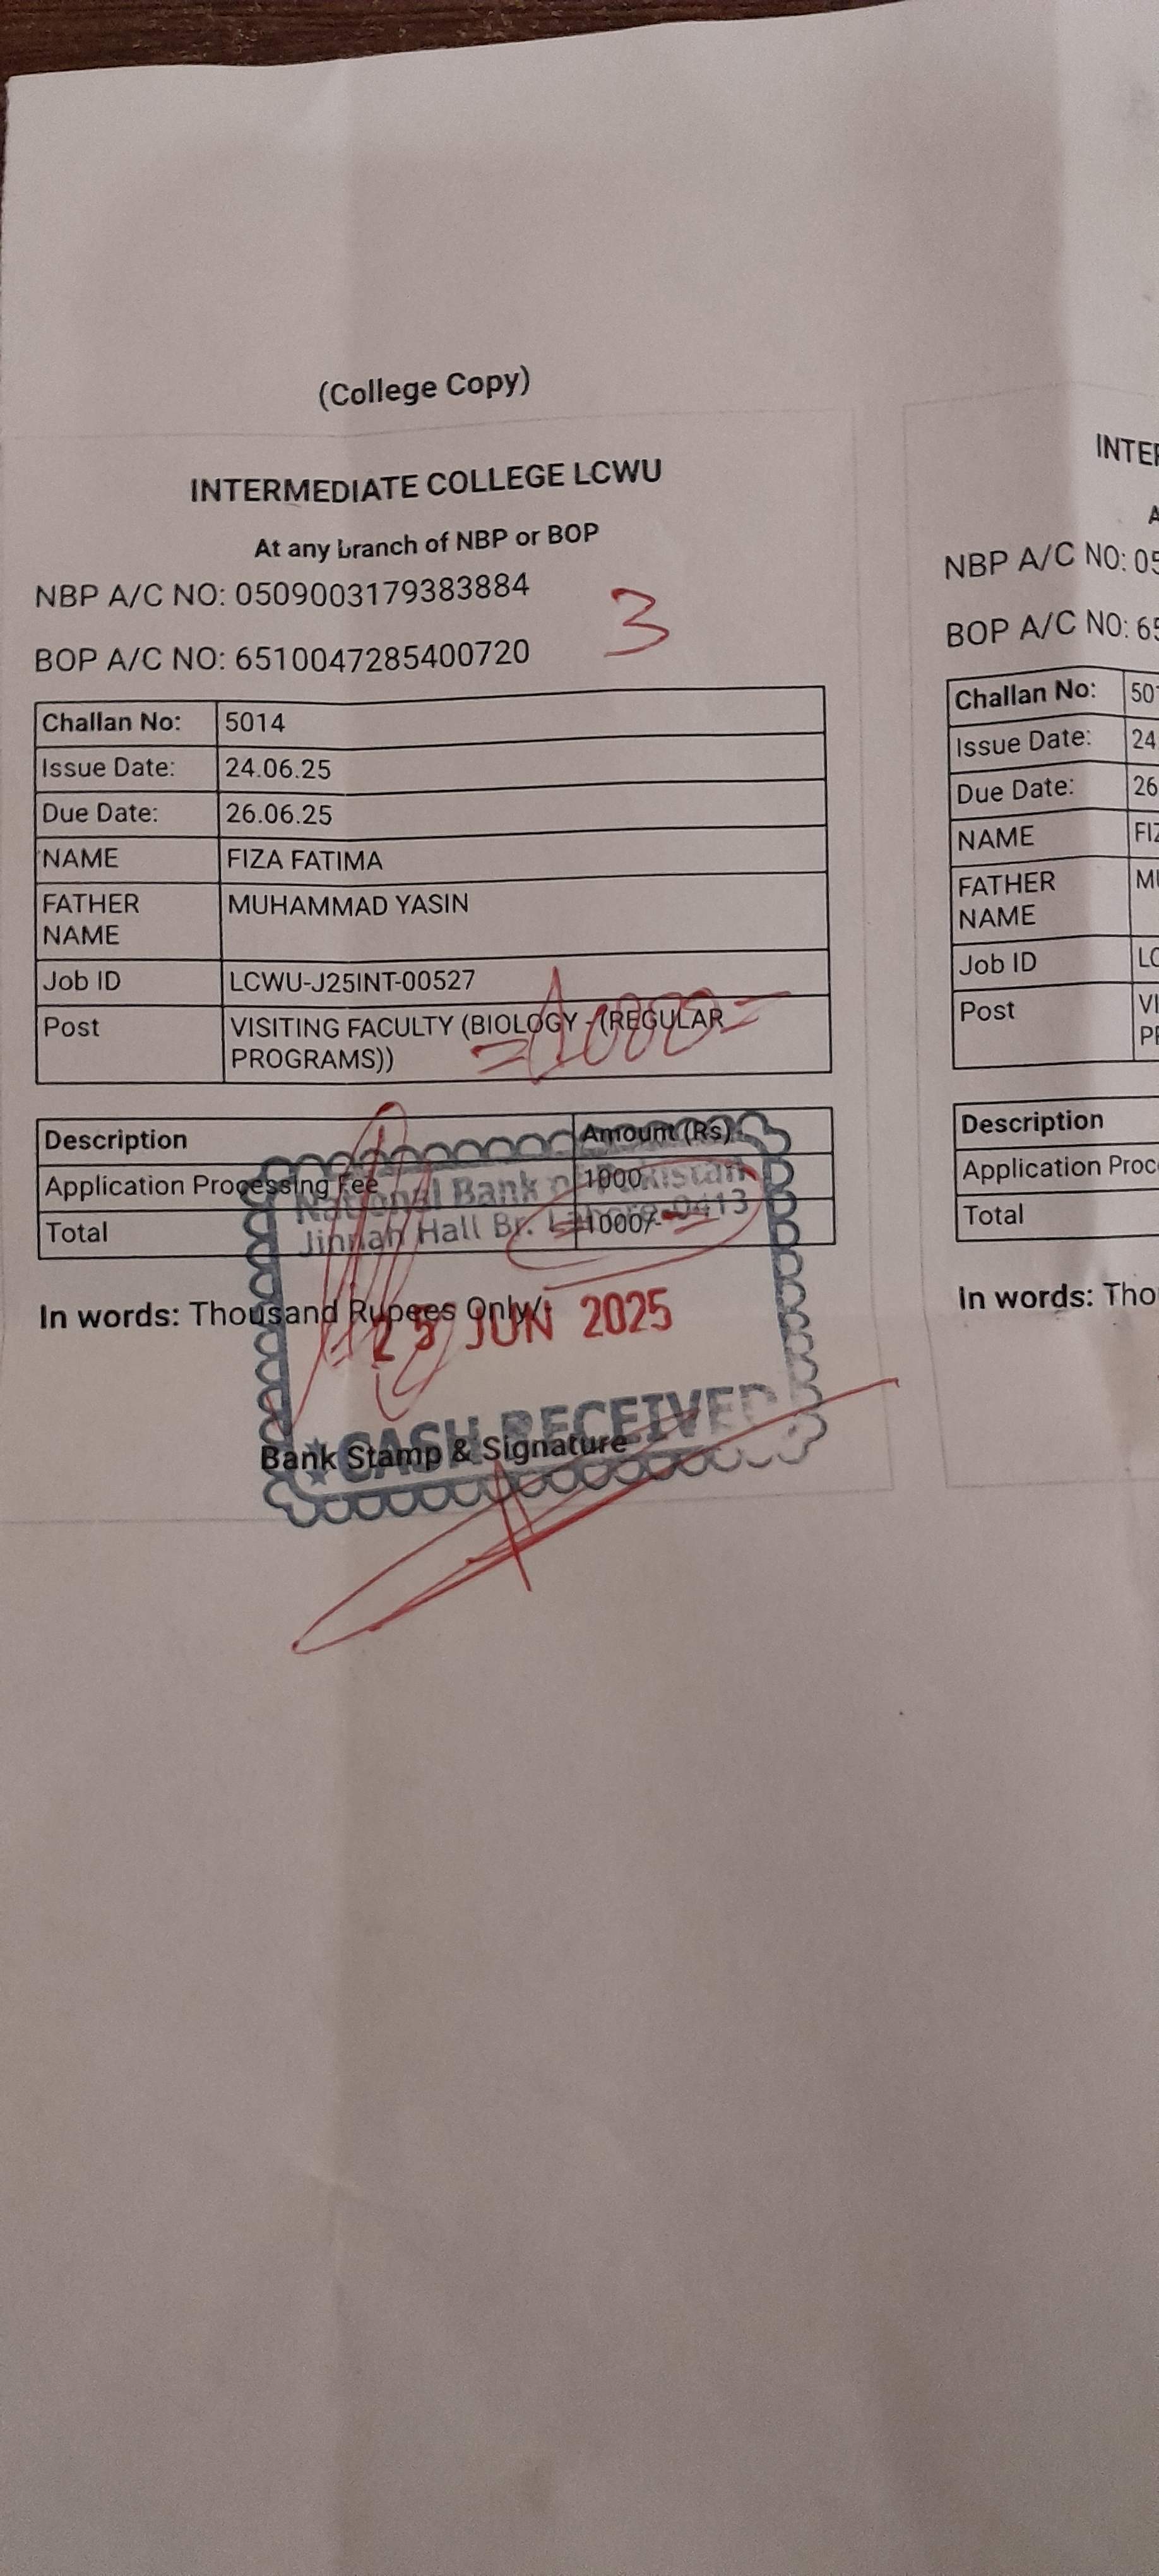 (College Copy)
INTERMEDIATE COLLEGE LCWU
At any branch of NBP or BOP
NBP A/C NO: 0509003179383884
3
BOP A/C NO: 6510047285400720
Challan No: 5014
Issue Date: 24.06.25
Due Date: 26.06.25
NAME FIZA FATIMA
FATHER NAME MUHAMMAD YASIN
Job ID LCWU-J25INT-00527
Post VISITING FACULTY (BIOLOGY - (REGULAR
PROGRAMS))
=1000=
Description Amount (Rs)
Application Processing Fee 1000
Total 1000/-
National Bank of Pakistan
Jinnah Hall Br. Lahore-0413
In words: Thousand Rupees Only/-
25 JUN 2025
CASH RECEIVED
Bank Stamp & Signature
INTER
NBP A/C NO: 05
BOP A/C NO: 65
Challan No: 50
Issue Date: 24
Due Date: 26
NAME FI
FATHER
NAME
Job ID LC
Post VI
Description
Application Proc
Total
In words: Tho